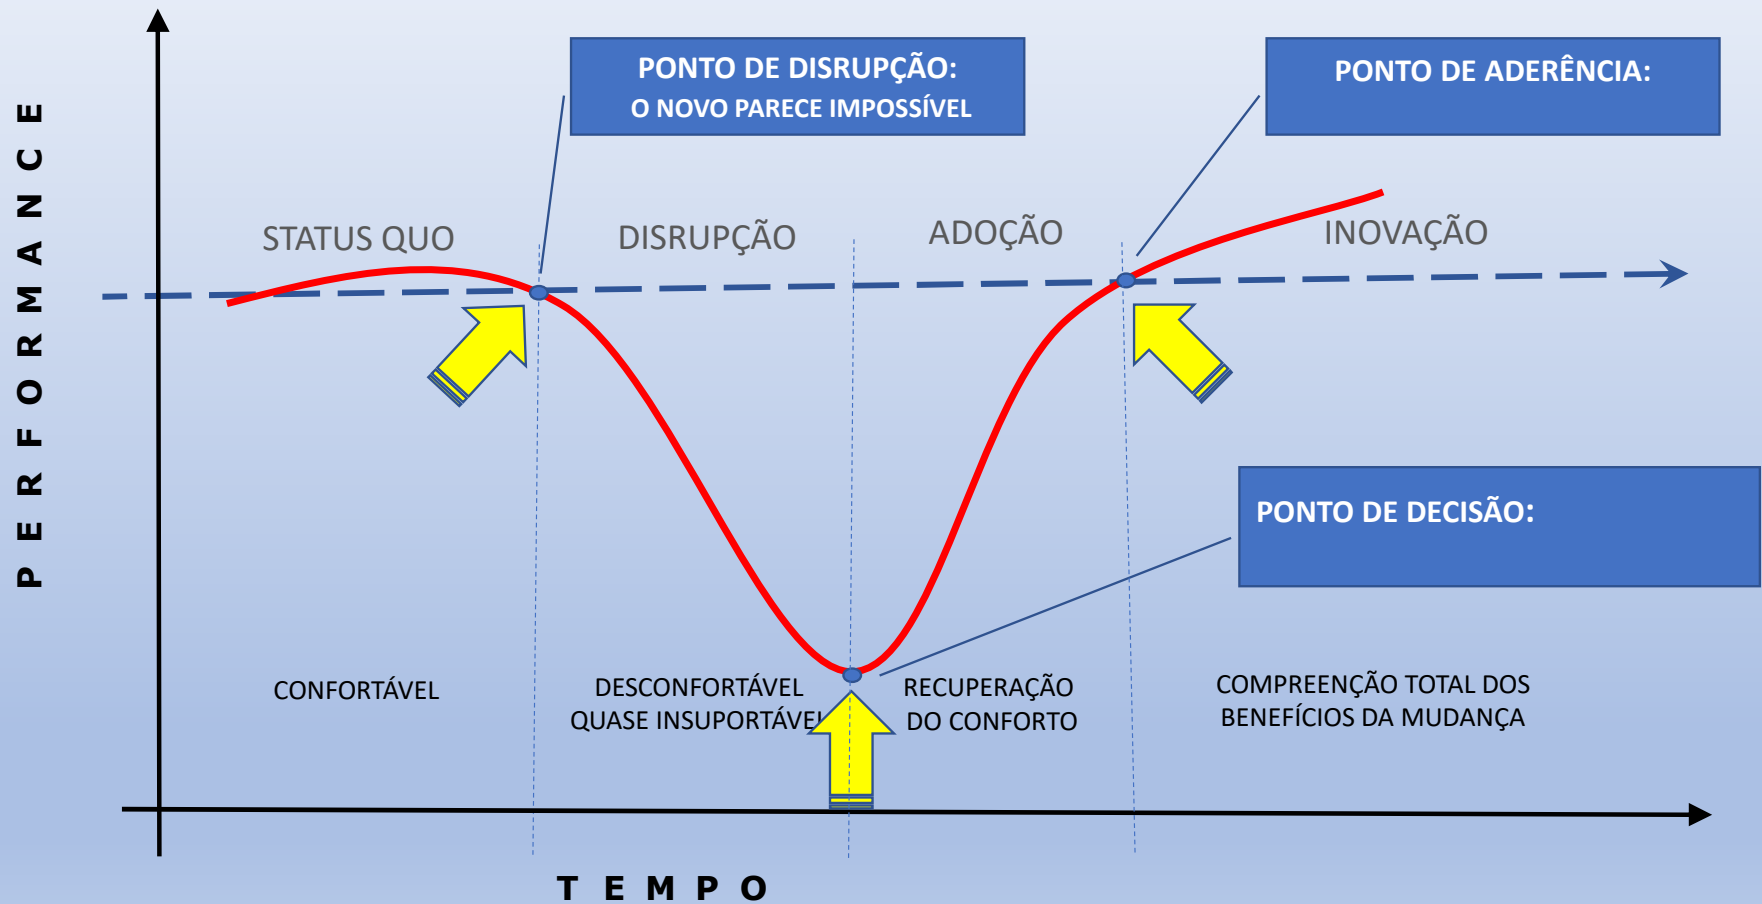 PONTO DE DISRUPÇÃO:
O NOVO PARECE IMPOSSÍVEL
PONTO DE ADERÊNCIA:
PERFORMANCE
STATUS QUO
DISRUPÇÃO
ADOÇÃO
INOVAÇÃO
PONTO DE DECISÃO:
CONFORTÁVEL
DESCONFORTÁVEL
QUASE INSUPORTÁVEL
RECUPERAÇÃO
DO CONFORTO
COMPREENÇÃO TOTAL DOS
BENEFÍCIOS DA MUDANÇA
TEMPO